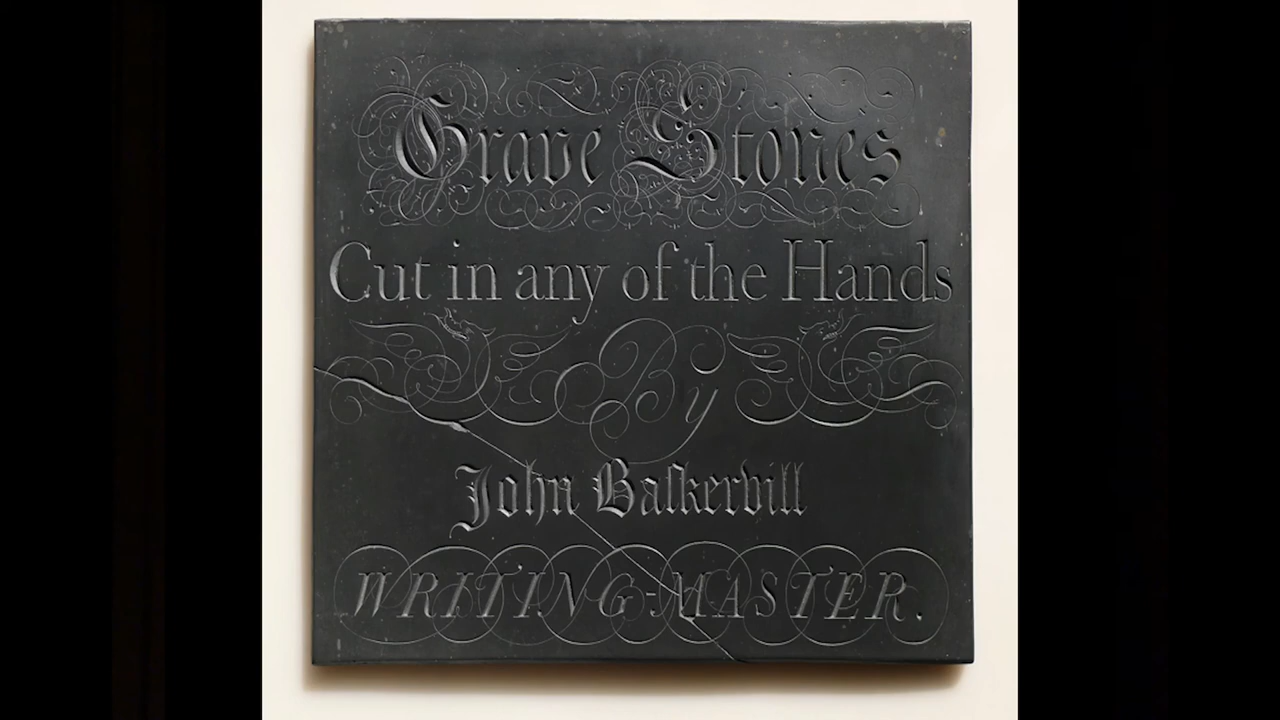 Grave Stones
Cut in any of the Hands
By
John Baſkervill
WRITING-MASTER.